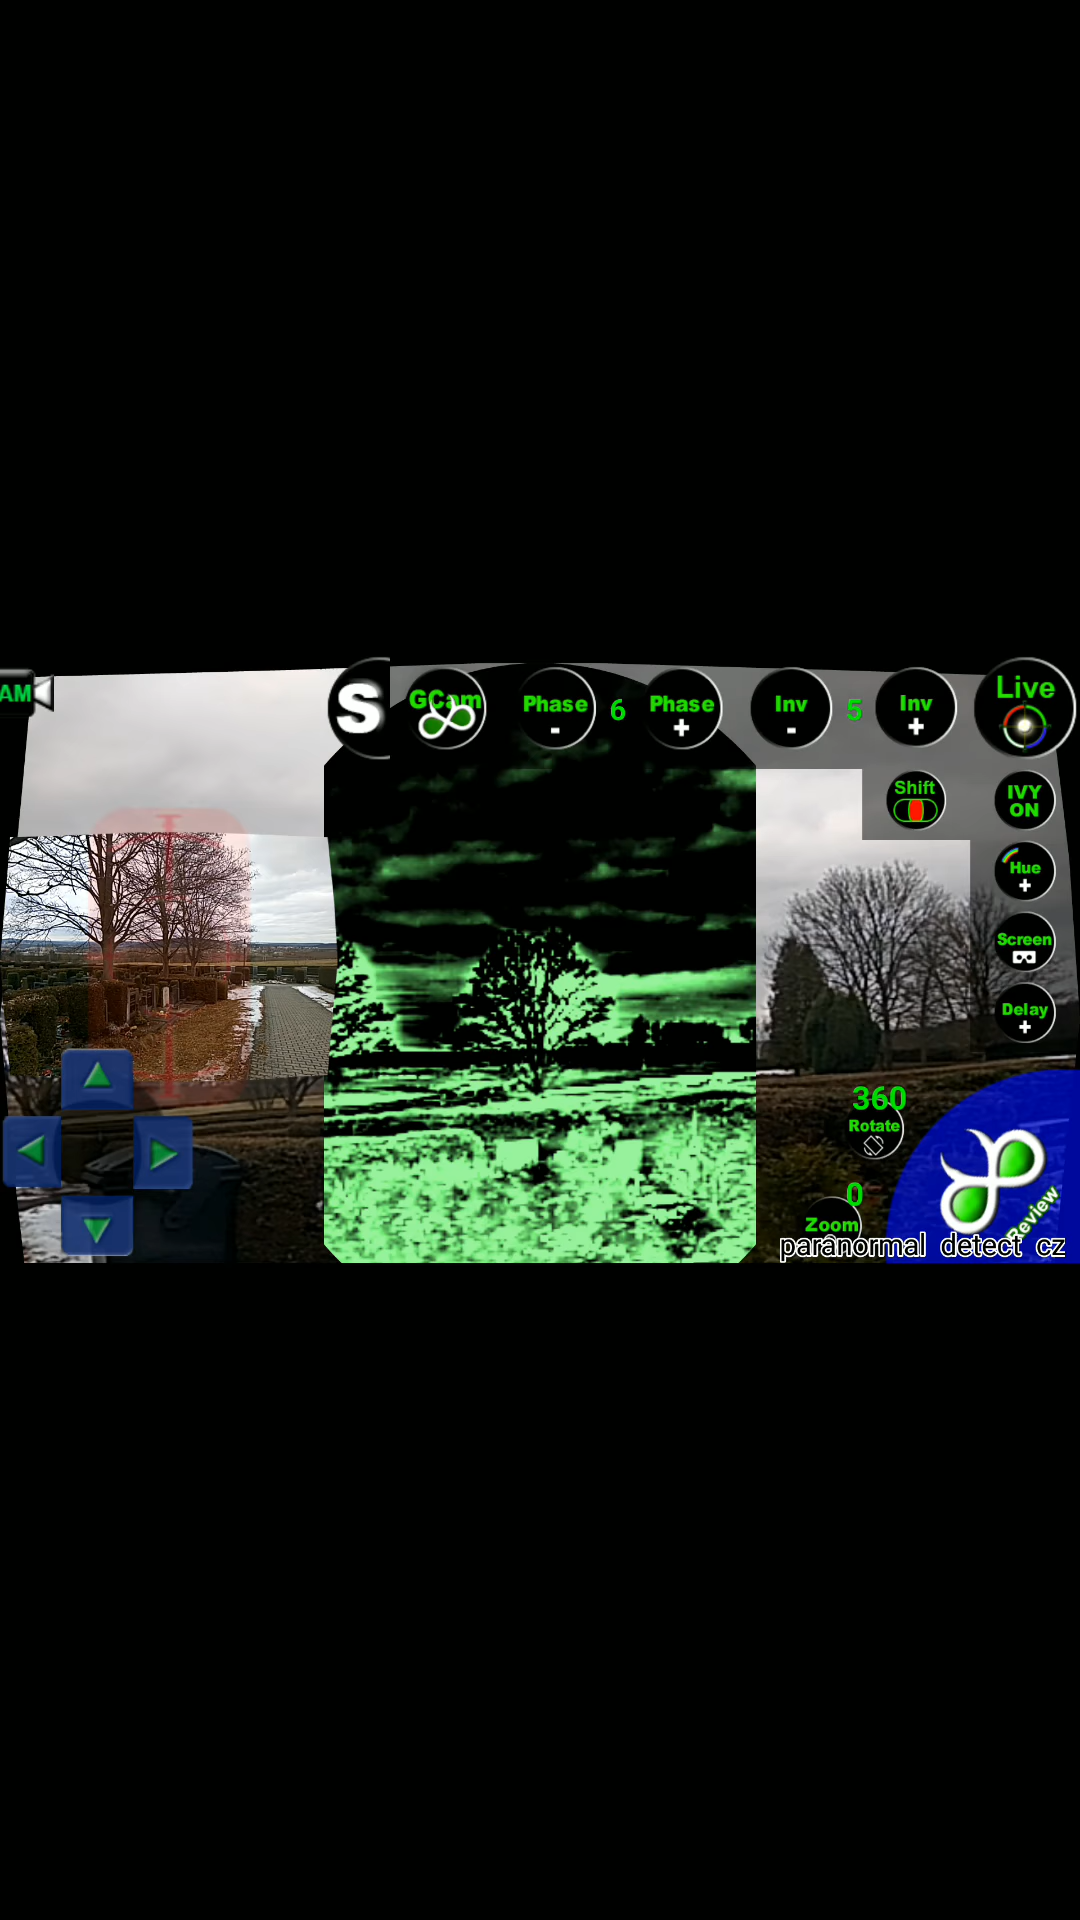 AM
S
GCam
Phase
-
6
Phase
+
Inv
-
5
Inv
+
Live
Shift
IVY
ON
Hue
+
Screen
Delay
+
360
Rotate
0
Zoom
Review
paranormal detect cz